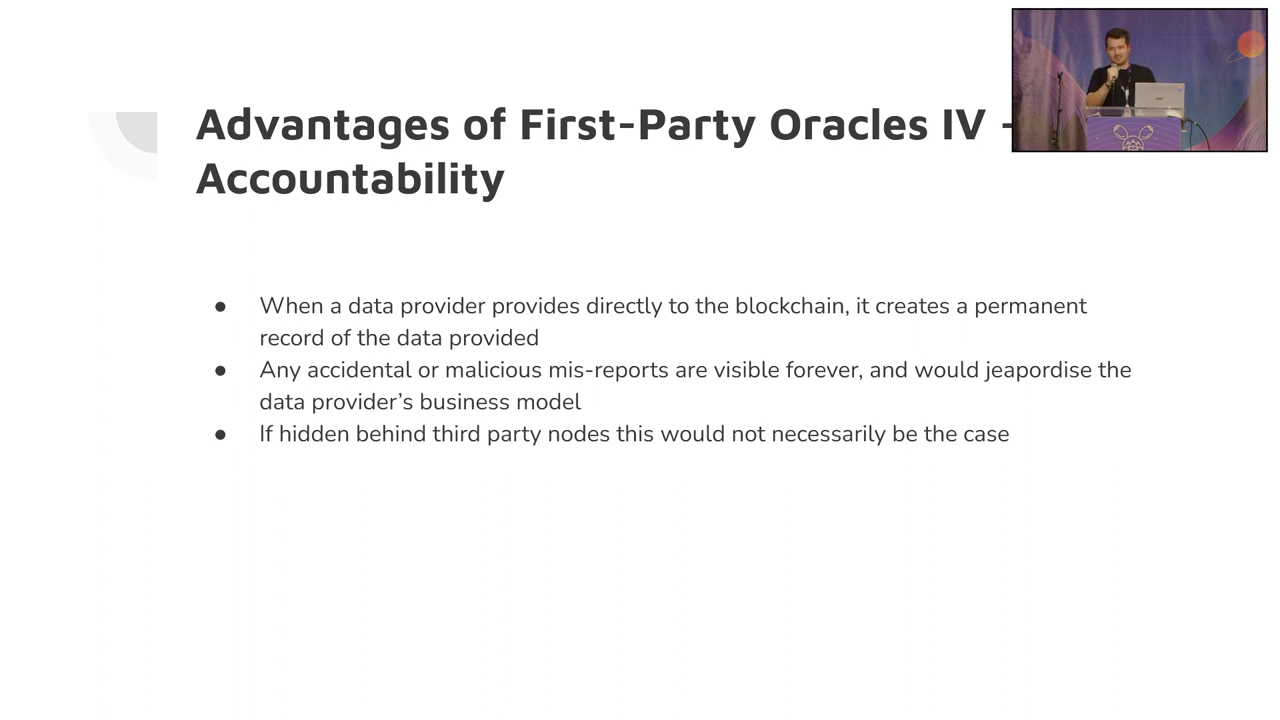 Advantages of First-Party Oracles IV -
Accountability
● When a data provider provides directly to the blockchain, it creates a permanent
record of the data provided
● Any accidental or malicious mis-reports are visible forever, and would jeapordise the
data provider’s business model
● If hidden behind third party nodes this would not necessarily be the case